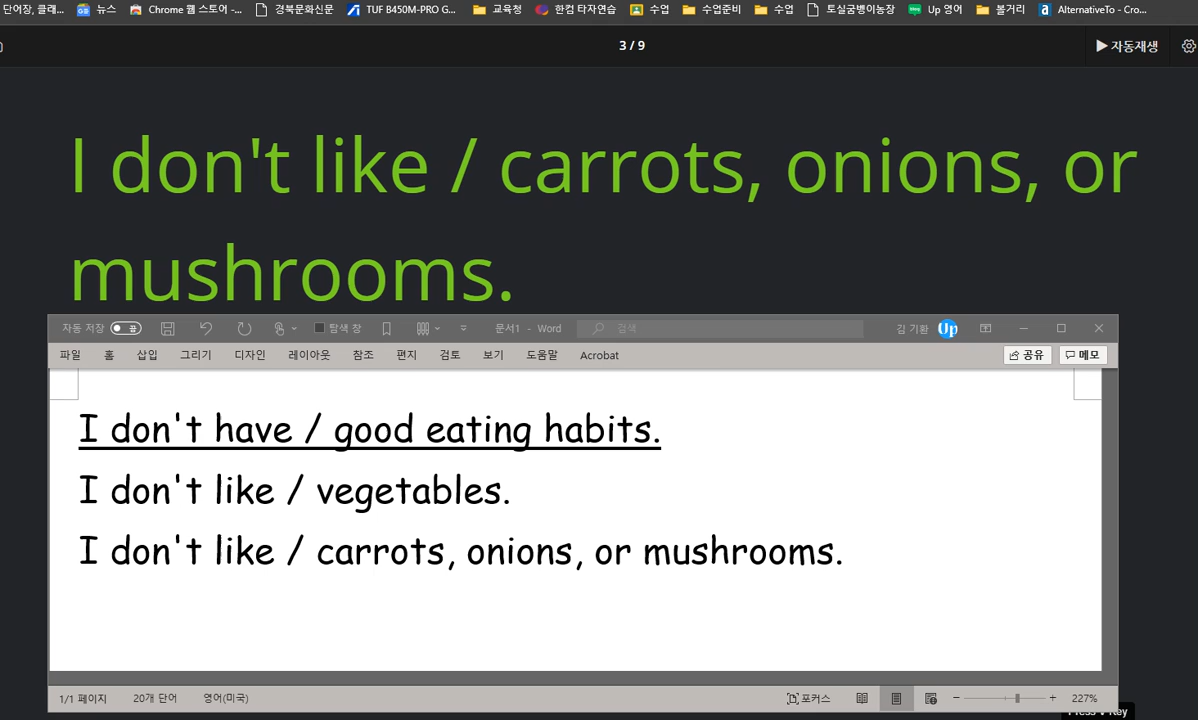 단어장, 클래...
뉴스
Chrome 웹 스토어 -...
경북문화신문
TUF B450M-PRO G...
교육청
한컴 타자연습
수업
수업준비
수업
토실굼벵이농장
Up 영어
볼거리
AlternativeTo - Cro...
3 / 9
▶ 자동재생
I don't like / carrots, onions, or
mushrooms.
자동 저장
끔
탐색 창
문서1 - Word
검색
김 기환
Up
파일 홈 삽입 그리기 디자인 레이아웃 참조 편지 검토 보기 도움말 Acrobat
공유
메모
I don't have / good eating habits.
I don't like / vegetables.
I don't like / carrots, onions, or mushrooms.
1/1 페이지
20개 단어
영어(미국)
포커스
227%